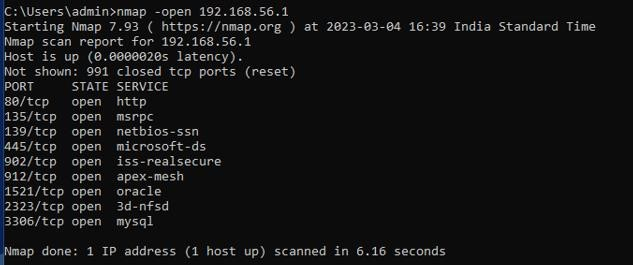 C:\Users\admin>nmap -open 192.168.56.1
Starting Nmap 7.93 ( https://nmap.org ) at 2023-03-04 16:39 India Standard Time
Nmap scan report for 192.168.56.1
Host is up (0.0000020s latency).
Not shown: 991 closed tcp ports (reset)
PORT     STATE SERVICE
80/tcp   open  http
135/tcp  open  msrpc
139/tcp  open  netbios-ssn
445/tcp  open  microsoft-ds
902/tcp  open  iss-realsecure
912/tcp  open  apex-mesh
1521/tcp open  oracle
2323/tcp open  3d-nfsd
3306/tcp open  mysql
Nmap done: 1 IP address (1 host up) scanned in 6.16 seconds